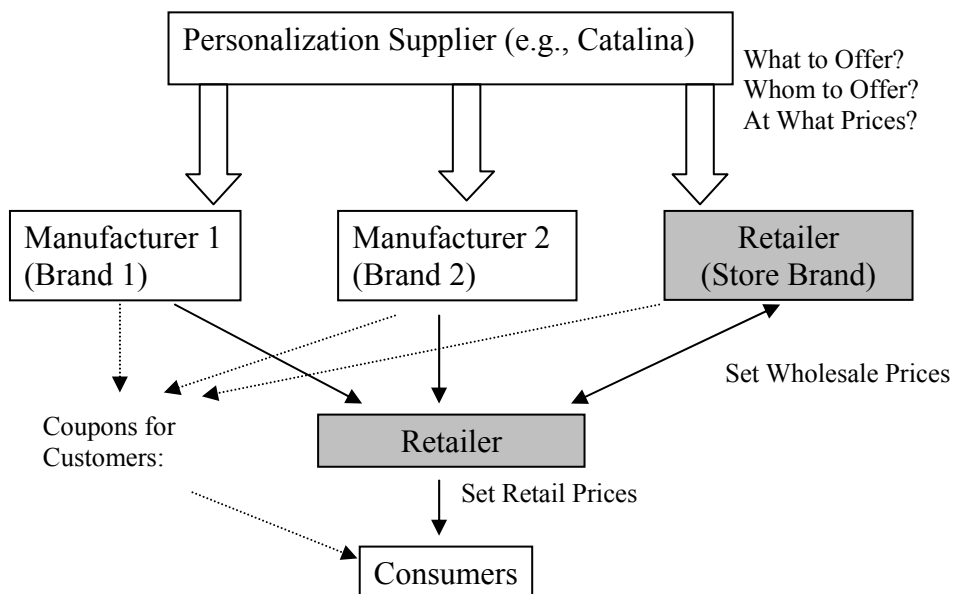 Personalization Supplier (e.g., Catalina)
What to Offer?
Whom to Offer?
At What Prices?
Manufacturer 1
(Brand 1)
Manufacturer 2
(Brand 2)
Retailer
(Store Brand)
Set Wholesale Prices
Coupons for
Customers:
Retailer
Set Retail Prices
Consumers